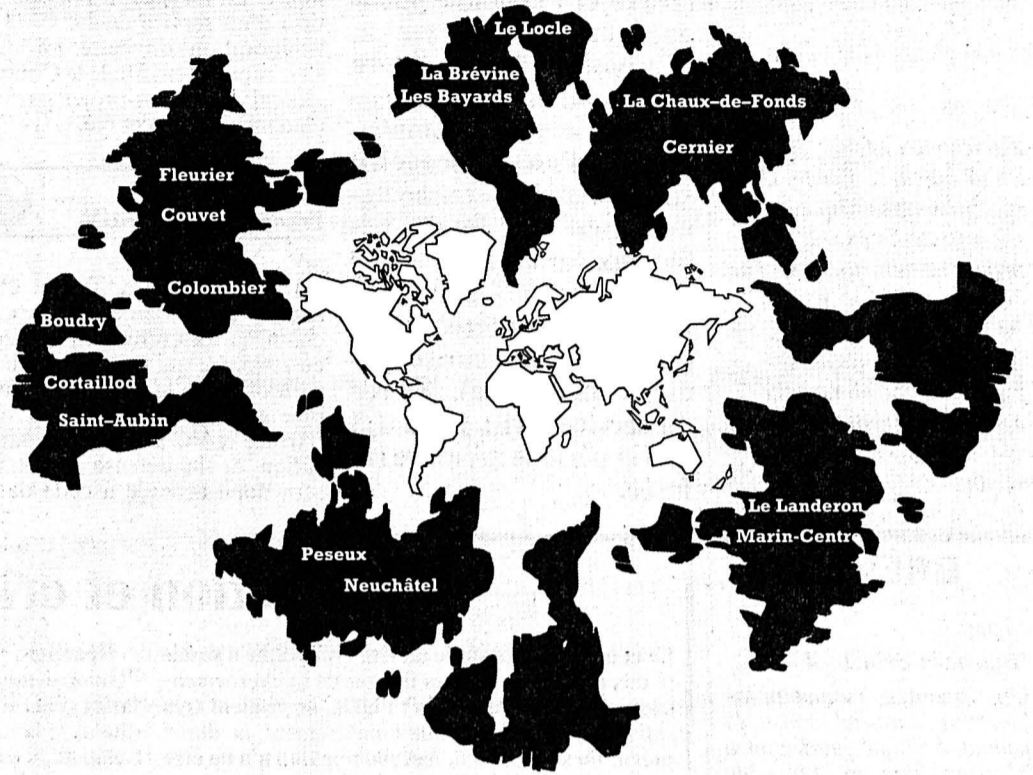 Le Locle
La Brévine
Les Bayards
La Chaux-de-Fonds
Cernier
Fleurier
Couvet
Colombier
Boudry
Cortaillod
Saint-Aubin
Le Landeron
Marin-Centre
Peseux
Neuchâtel